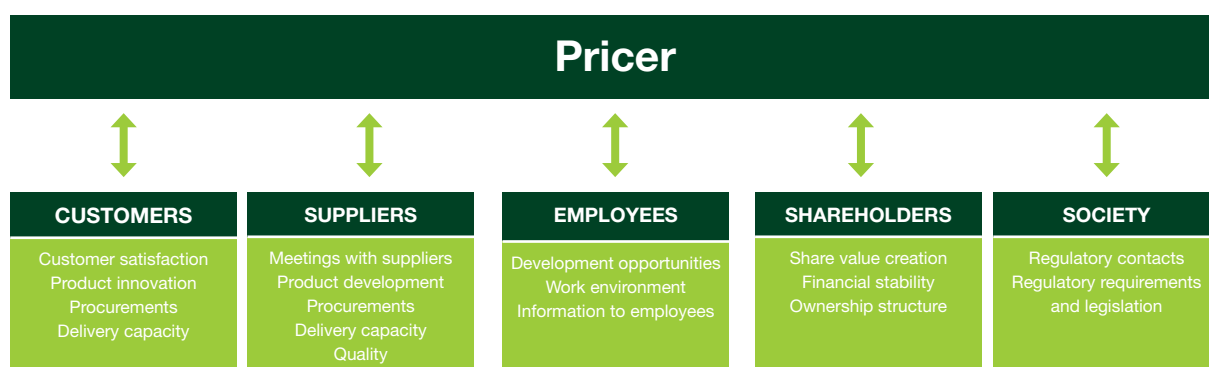 Pricer
CUSTOMERS
Customer satisfaction
Product innovation
Procurements
Delivery capacity
SUPPLIERS
Meetings with suppliers
Product development
Procurements
Delivery capacity
Quality
EMPLOYEES
Development opportunities
Work environment
Information to employees
SHAREHOLDERS
Share value creation
Financial stability
Ownership structure
SOCIETY
Regulatory contacts
Regulatory requirements
and legislation